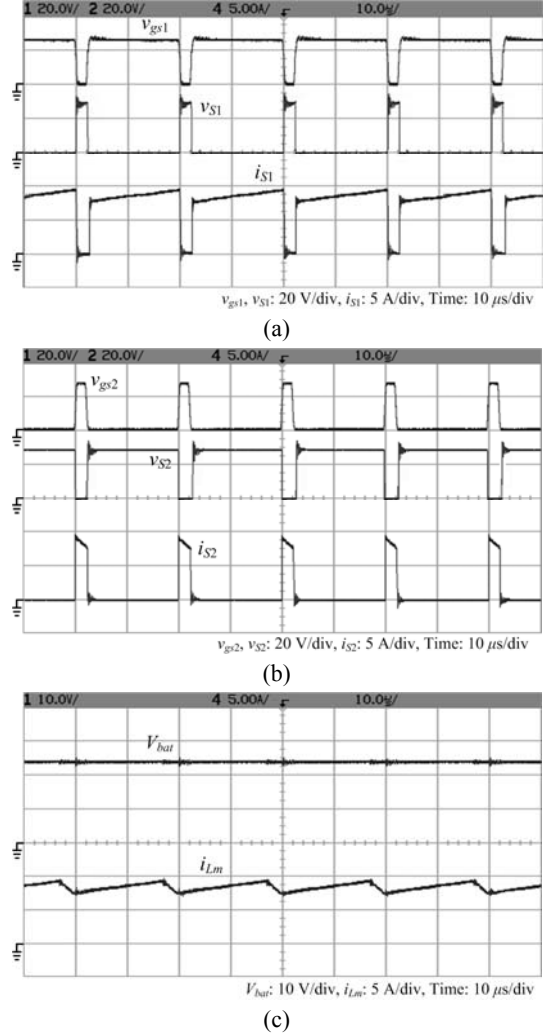 1 20.0V/ 2 20.0V/ 4 5.00A/ 10.0㎲/
vgs1
vS1
iS1
vgs1, vS1: 20 V/div, iS1: 5 A/div, Time: 10 μs/div
(a)
1 20.0V/ 2 20.0V/ 4 5.00A/ 10.0㎲/
vgs2
vS2
iS2
vgs2, vS2: 20 V/div, iS2: 5 A/div, Time: 10 μs/div
(b)
1 10.0V/ 4 5.00A/ 10.0㎲/
Vbat
iLm
Vbat: 10 V/div, iLm: 5 A/div, Time: 10 μs/div
(c)